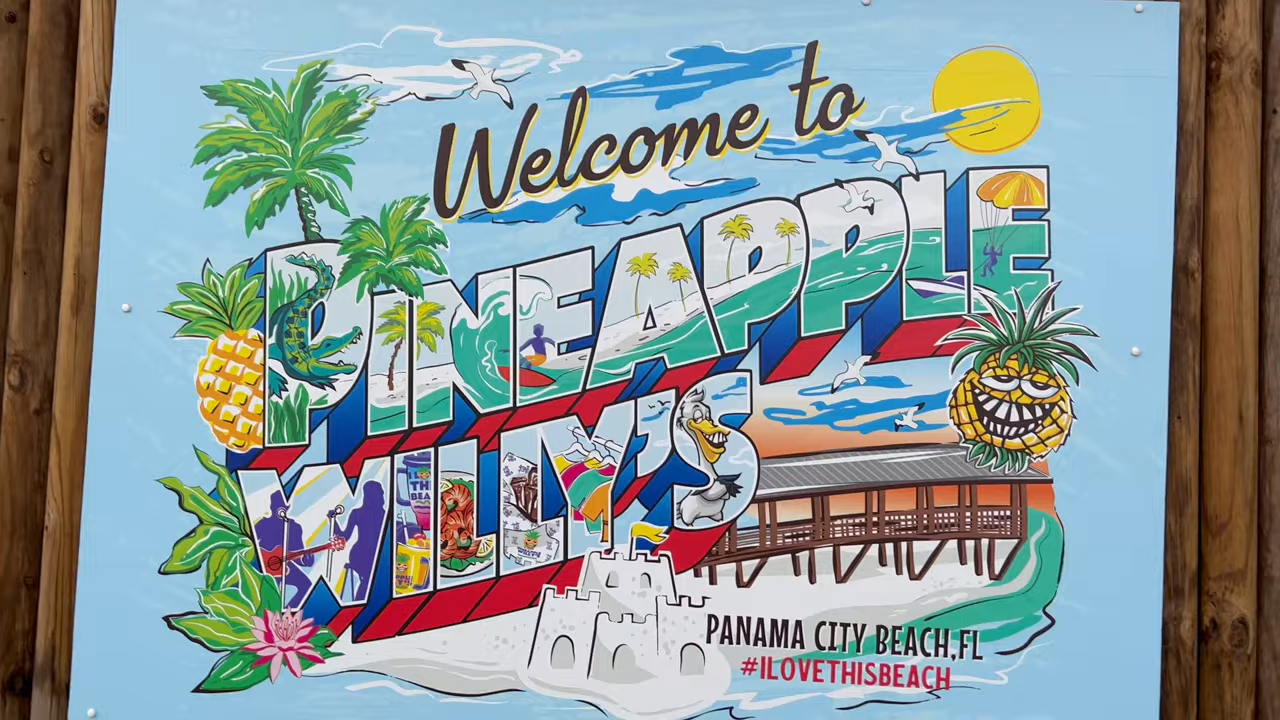 Welcome to
PINEAPPLE
WILLY'S
PANAMA CITY BEACH, FL
#ILOVETHISBEACH